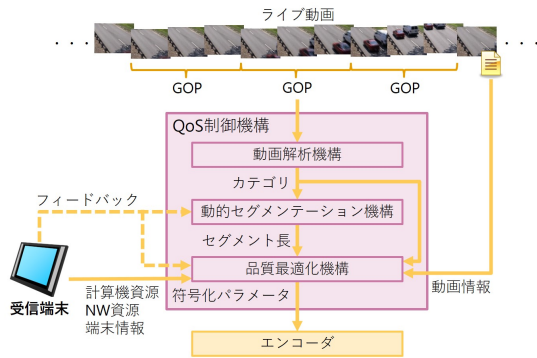 ライブ動画
・・・
・・・
GOP
GOP
GOP
QoS制御機構
動画解析機構
カテゴリ
フィードバック
動的セグメンテーション機構
セグメント長
品質最適化機構
動画情報
受信端末
計算機資源
NW資源
端末情報
符号化パラメータ
エンコーダ